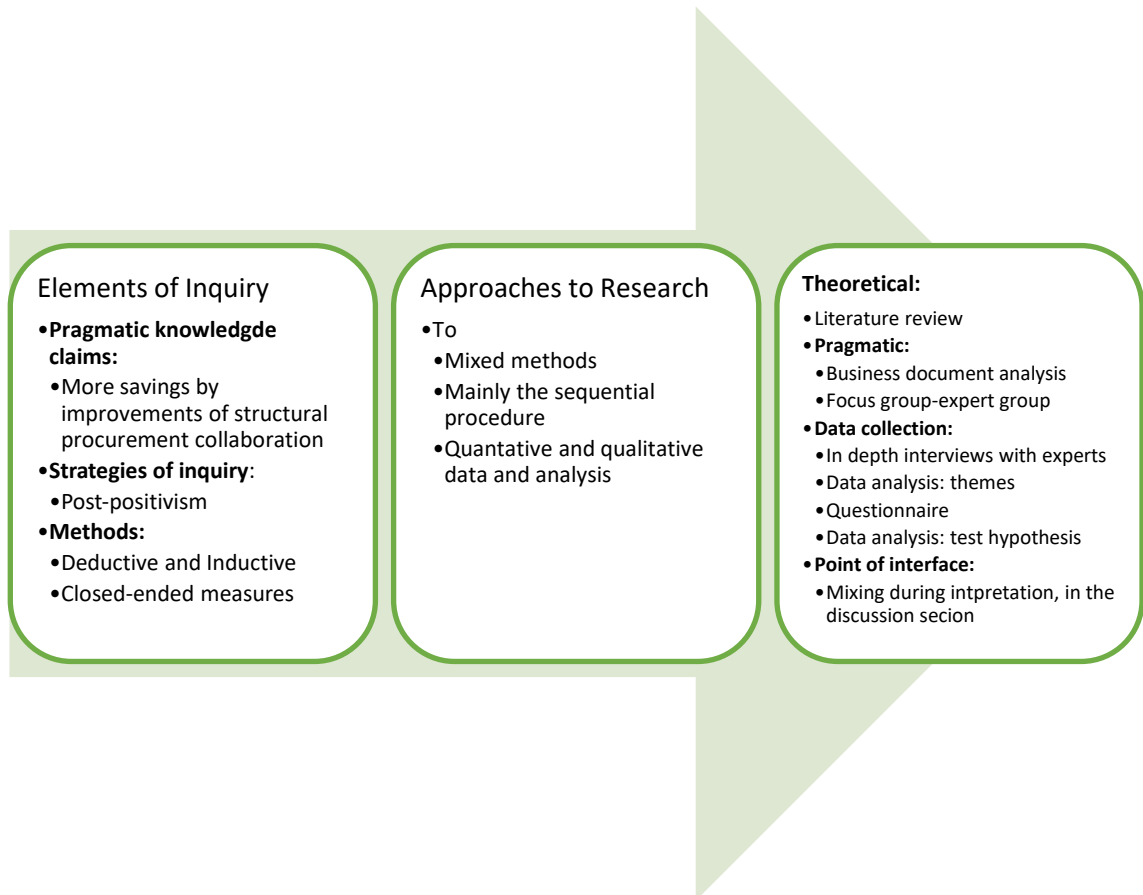 Elements of Inquiry
•Pragmatic knowledgde
claims:
•More savings by
improvements of structural
procurement collaboration
•Strategies of inquiry:
•Post-positivism
•Methods:
•Deductive and Inductive
•Closed-ended measures
Approaches to Research
•To
•Mixed methods
•Mainly the sequential
procedure
•Quantative and qualitative
data and analysis
Theoretical:
•Literature review
•Pragmatic:
•Business document analysis
•Focus group-expert group
•Data collection:
•In depth interviews with experts
•Data analysis: themes
•Questionnaire
•Data analysis: test hypothesis
•Point of interface:
•Mixing during intpretation, in the
discussion secion